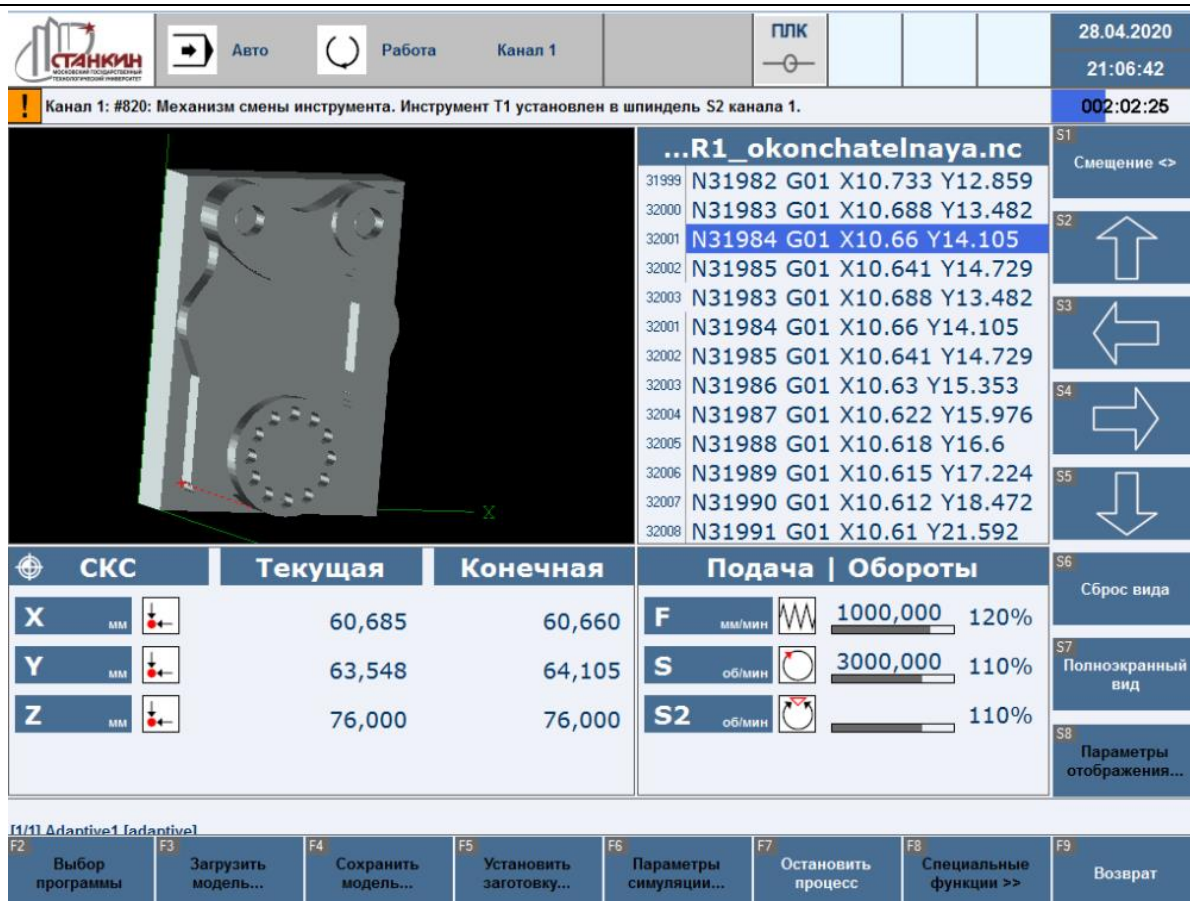 СТАНКИН
МОСКОВСКИЙ ГОСУДАРСТВЕННЫЙ
ТЕХНОЛОГИЧЕСКИЙ УНИВЕРСИТЕТ
Авто
Работа
Канал 1
ПЛК
28.04.2020
21:06:42
! Канал 1: #820: Механизм смены инструмента. Инструмент T1 установлен в шпиндель S2 канала 1.
002:02:25
X
...R1_okonchatelnaya.nc
31999 N31982 G01 X10.733 Y12.859
32000 N31983 G01 X10.688 Y13.482
32001 N31984 G01 X10.66 Y14.105
32002 N31985 G01 X10.641 Y14.729
32003 N31983 G01 X10.688 Y13.482
32001 N31984 G01 X10.66 Y14.105
32002 N31985 G01 X10.641 Y14.729
32003 N31986 G01 X10.63 Y15.353
32004 N31987 G01 X10.622 Y15.976
32005 N31988 G01 X10.618 Y16.6
32006 N31989 G01 X10.615 Y17.224
32007 N31990 G01 X10.612 Y18.472
32008 N31991 G01 X10.61 Y21.592
S1
Смещение <>
S2
S3
S4
S5
S6
Сброс вида
S7
Полноэкранный
вид
S8
Параметры
отображения...
СКС Текущая Конечная
X мм 60,685 60,660
Y мм 63,548 64,105
Z мм 76,000 76,000
Подача | Обороты
F мм/мин 1000,000 120%
S об/мин 3000,000 110%
S2 об/мин 110%
[1/1] Adaptive1 [adaptive]
F2
Выбор
программы
F3
Загрузить
модель...
F4
Сохранить
модель...
F5
Установить
заготовку...
F6
Параметры
симуляции...
F7
Остановить
процесс
F8
Специальные
функции >>
F9
Возврат